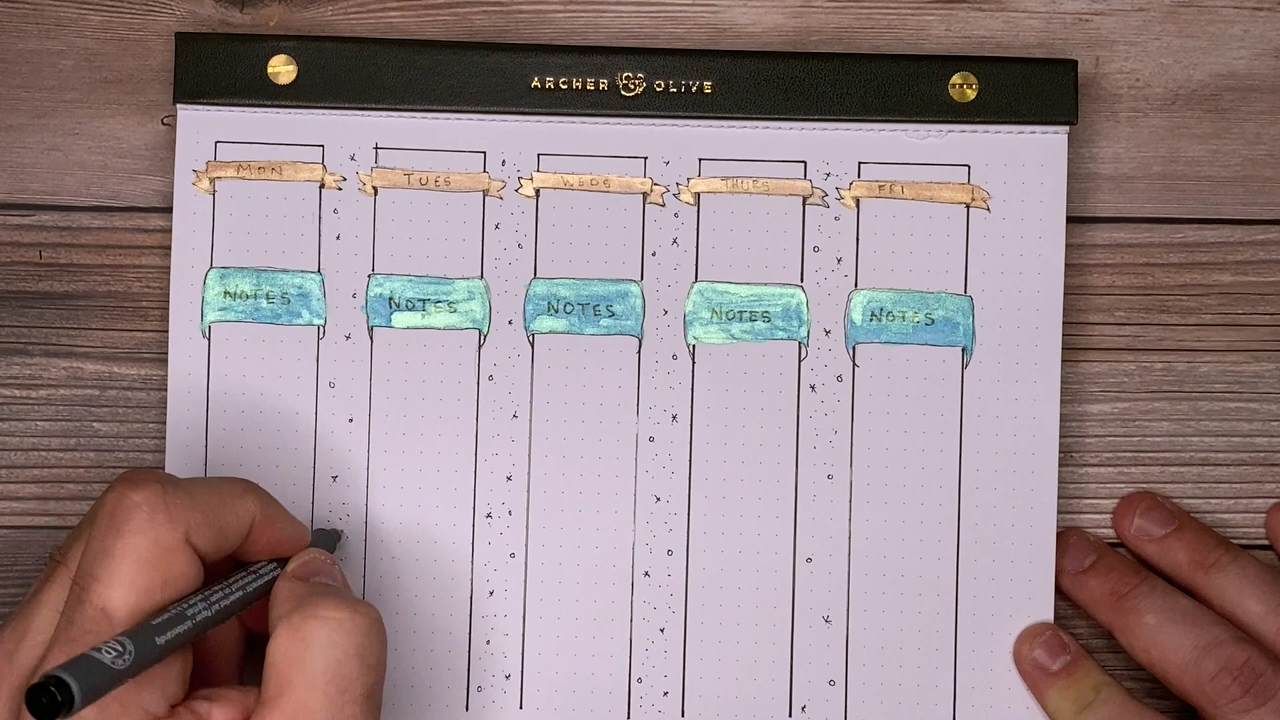 ARCHER & OLIVE
MON TUES WEDS THURS FRI
NOTES NOTES NOTES NOTES NOTES